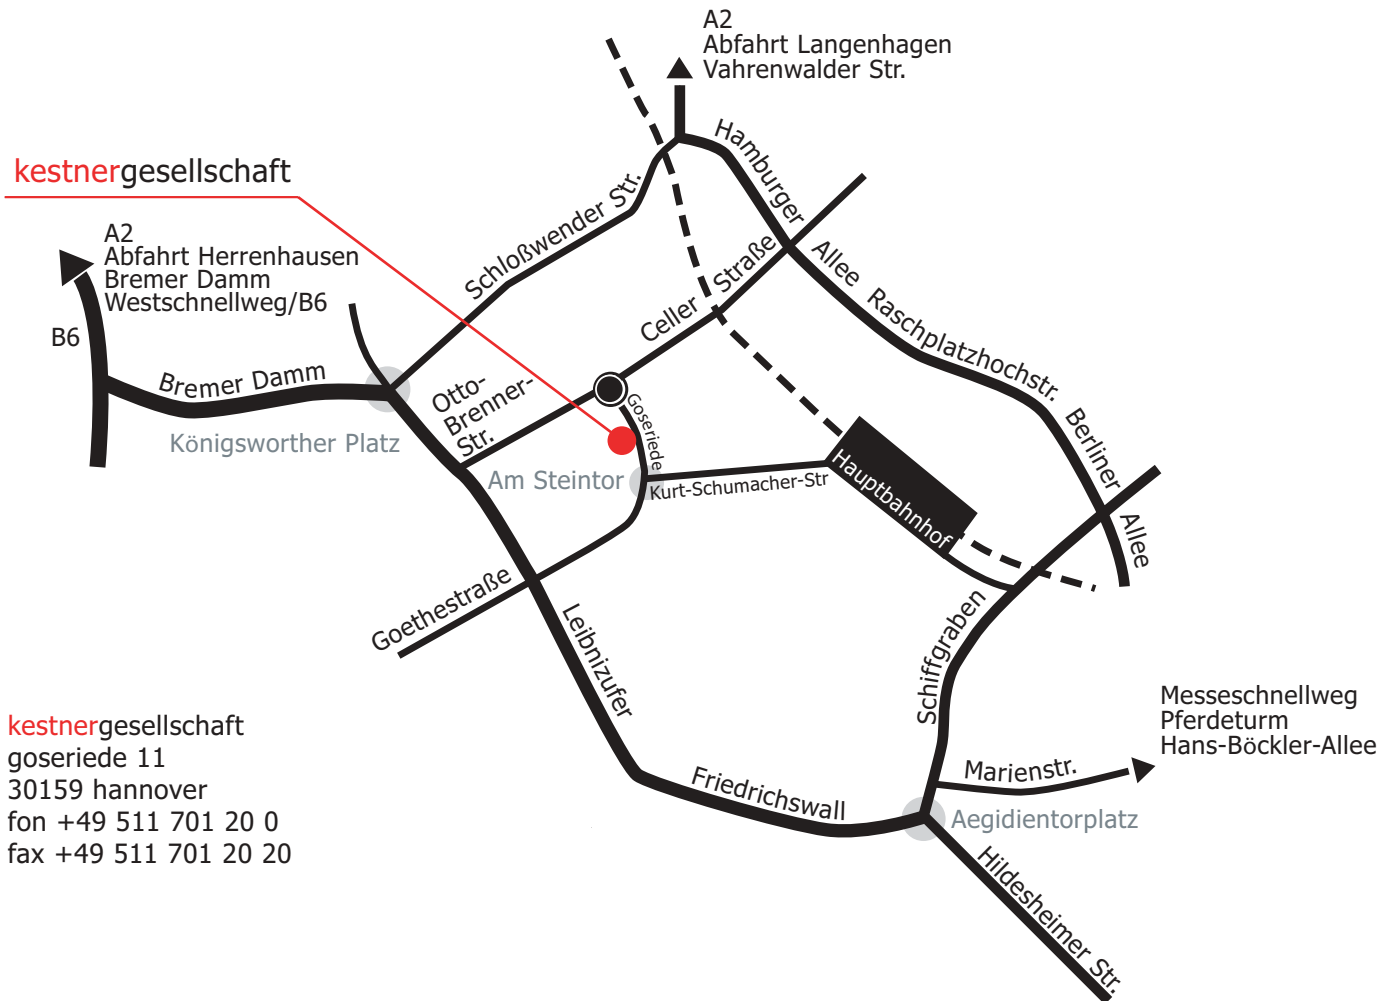 A2
Abfahrt Langenhagen
Vahrenwalder Str.
kestnergesellschaft
A2
Abfahrt Herrenhausen
Bremer Damm
Westschnellweg/B6
B6
Hamburger
Allee
Schloßwender Str.
Celler
Straße
Raschplatzhochstr.
Bremer Damm
Königsworther Platz
Otto-
Brenner-
Str.
Goseriede
Am Steintor
Kurt-Schumacher-Str
Hauptbahnhof
Berliner
Allee
Goethestraße
Leibnizufer
Schiffgraben
Messeschnellweg
Pferdeturm
Hans-Böckler-Allee
Marienstr.
Friedrichswall
Aegidientorplatz
Hildesheimer Str.
kestnergesellschaft
goseriede 11
30159 hannover
fon +49 511 701 20 0
fax +49 511 701 20 20